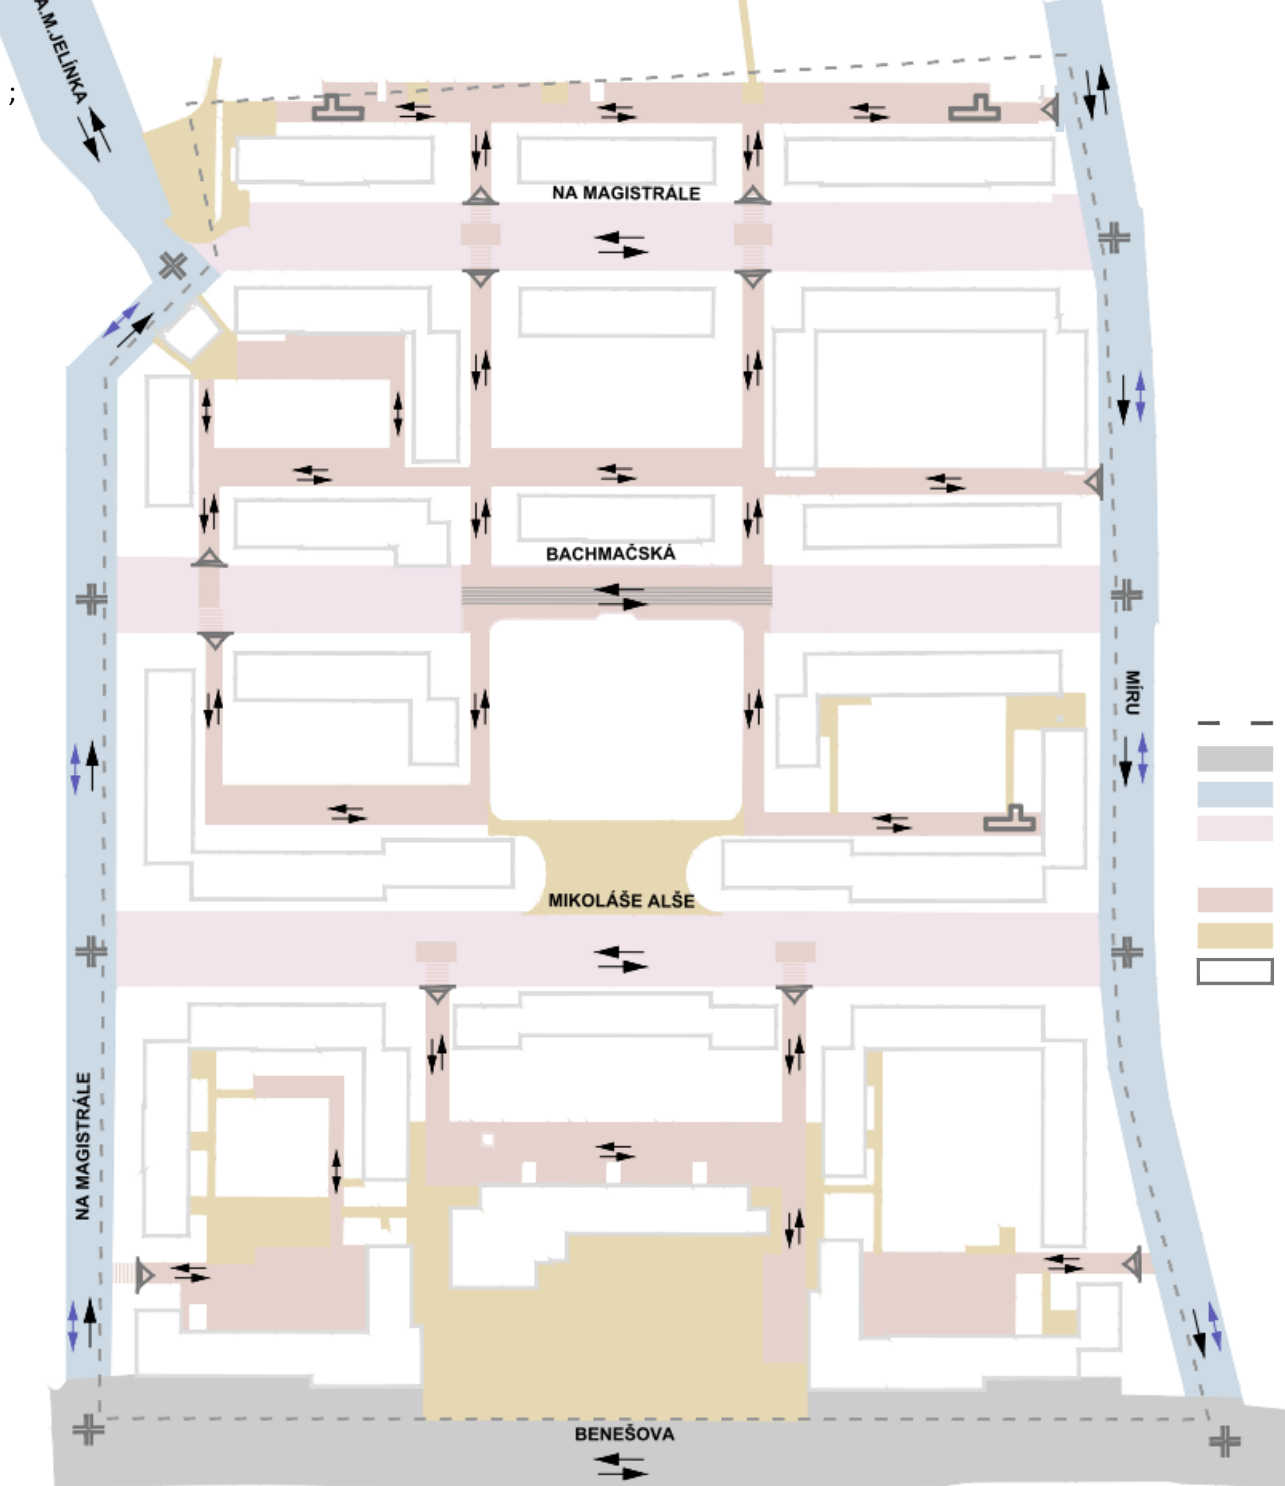 A.M.JELÍNKA
;
NA MAGISTRÁLE
BACHMAČSKÁ
MÍRU
MIKOLÁŠE ALŠE
NA MAGISTRÁLE
BENEŠOVA